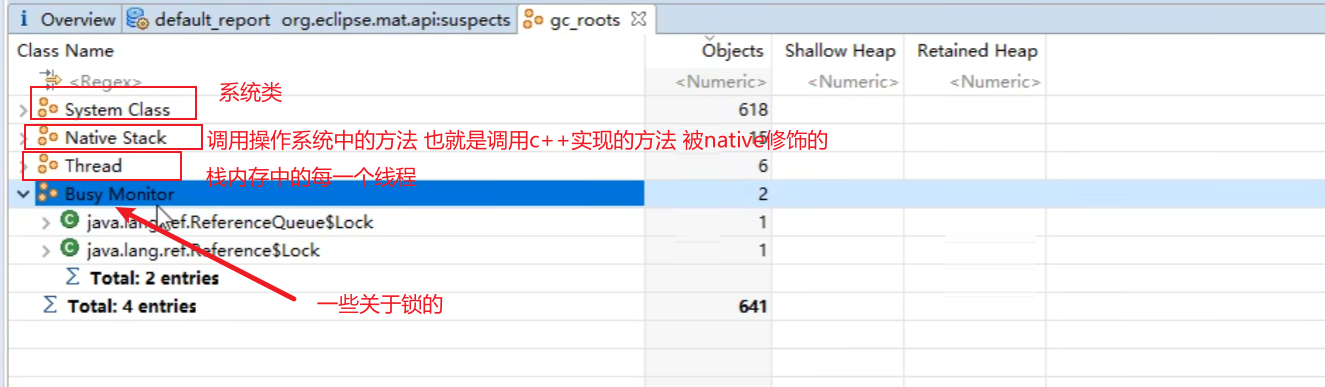 i Overview default_report org.eclipse.mat.api:suspects gc_roots
Class Name Objects Shallow Heap Retained Heap
<Regex> <Numeric> <Numeric> <Numeric>
系统类
System Class 618
Native Stack 调用操作系统中的方法 也就是调用c++实现的方法 被native修饰的 15
Thread 6
栈内存中的每一个线程
Busy Monitor 2
java.lang.ref.ReferenceQueue$Lock 1
java.lang.ref.Reference$Lock 1
Σ Total: 2 entries
一些关于锁的
Σ Total: 4 entries 641